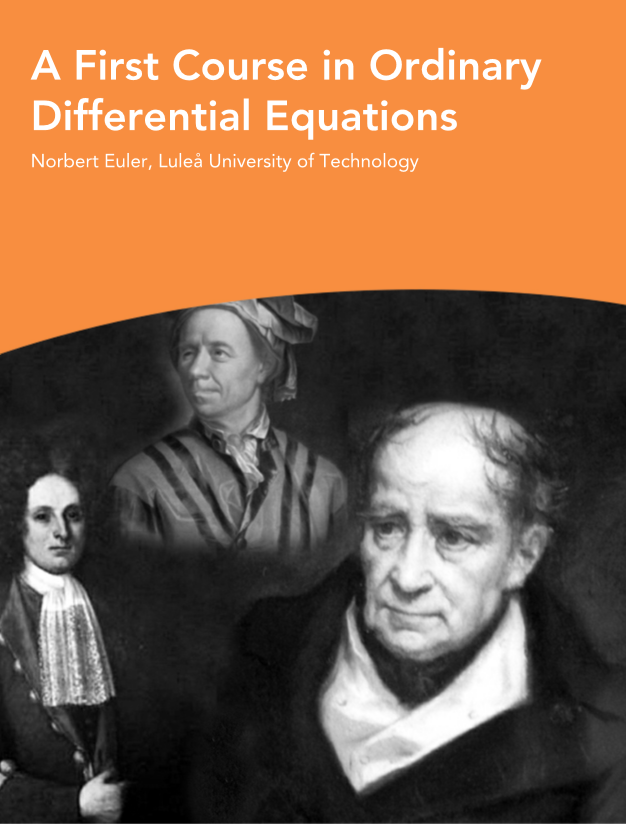 A First Course in Ordinary
Differential Equations
Norbert Euler, Luleå University of Technology